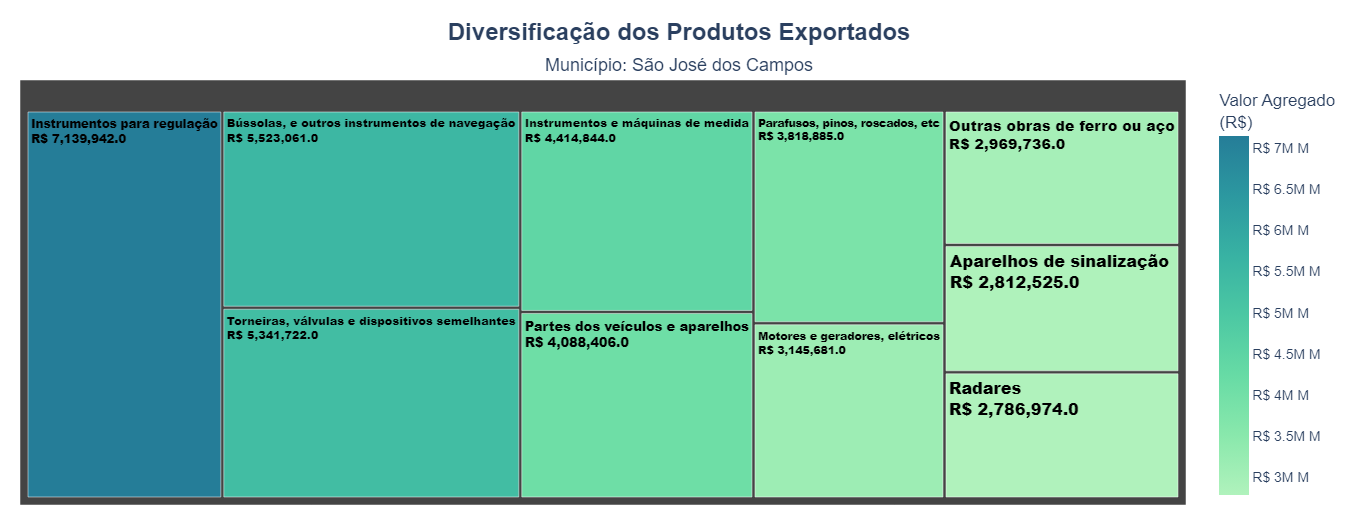 Diversificação dos Produtos Exportados
Município: São José dos Campos
Instrumentos para regulação
R$ 7,139,942.0
Bússolas, e outros instrumentos de navegação
R$ 5,523,061.0
Torneiras, válvulas e dispositivos semelhantes
R$ 5,341,722.0
Instrumentos e máquinas de medida
R$ 4,414,844.0
Partes dos veículos e aparelhos
R$ 4,088,406.0
Parafusos, pinos, roscados, etc
R$ 3,818,885.0
Motores e geradores, elétricos
R$ 3,145,681.0
Outras obras de ferro ou aço
R$ 2,969,736.0
Aparelhos de sinalização
R$ 2,812,525.0
Radares
R$ 2,786,974.0
Valor Agregado
(R$)
R$ 7M M
R$ 6.5M M
R$ 6M M
R$ 5.5M M
R$ 5M M
R$ 4.5M M
R$ 4M M
R$ 3.5M M
R$ 3M M